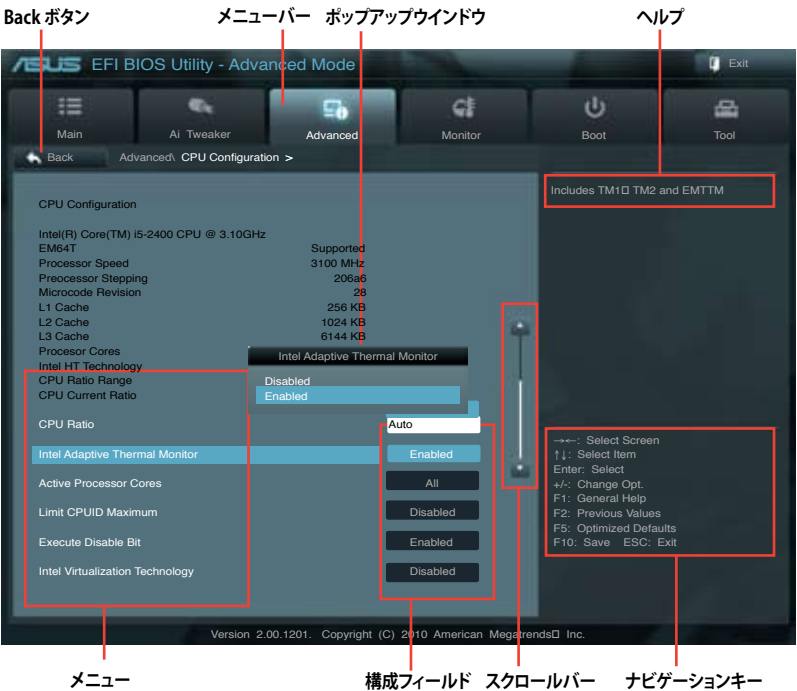 Back ボタン
メニューバー
ポップアップウインドウ
ヘルプ
ASUS EFI BIOS Utility - Advanced Mode
Exit
Main
Ai Tweaker
Advanced
Monitor
Boot
Tool
Back
Advanced\ CPU Configuration >
Includes TM1□ TM2 and EMTTM
CPU Configuration
Intel(R) Core(TM) i5-2400 CPU @ 3.10GHz
EM64T Supported
Processor Speed 3100 MHz
Preocessor Stepping 206a6
Microcode Revision 28
L1 Cache 256 KB
L2 Cache 1024 KB
L3 Cache 6144 KB
Procesor Cores
Intel HT Technology
CPU Ratio Range
CPU Current Ratio
Intel Adaptive Thermal Monitor
Disabled
Enabled
CPU Ratio Auto
Intel Adaptive Thermal Monitor Enabled
Active Processor Cores All
Limit CPUID Maximum Disabled
Execute Disable Bit Enabled
Intel Virtualization Technology Disabled
→←: Select Screen
↑↓: Select Item
Enter: Select
+/-: Change Opt.
F1: General Help
F2: Previous Values
F5: Optimized Defaults
F10: Save ESC: Exit
Version 2.00.1201. Copyright (C) 2010 American Megatrends□ Inc.
メニュー
構成フィールド
スクロールバー
ナビゲーションキー